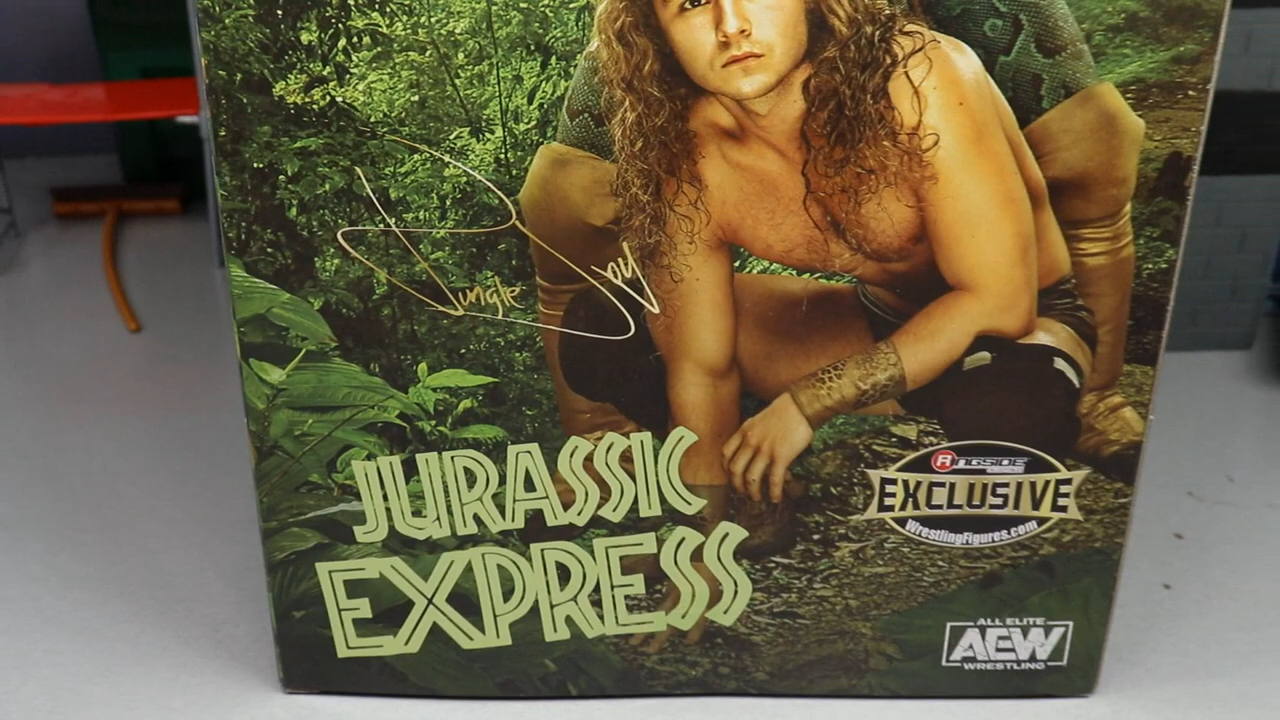 Jungle Boy
JURASSIC
EXPRESS
RINGSIDE
EXCLUSIVE
WrestlingFigures.com
ALL ELITE
AEW
WRESTLING